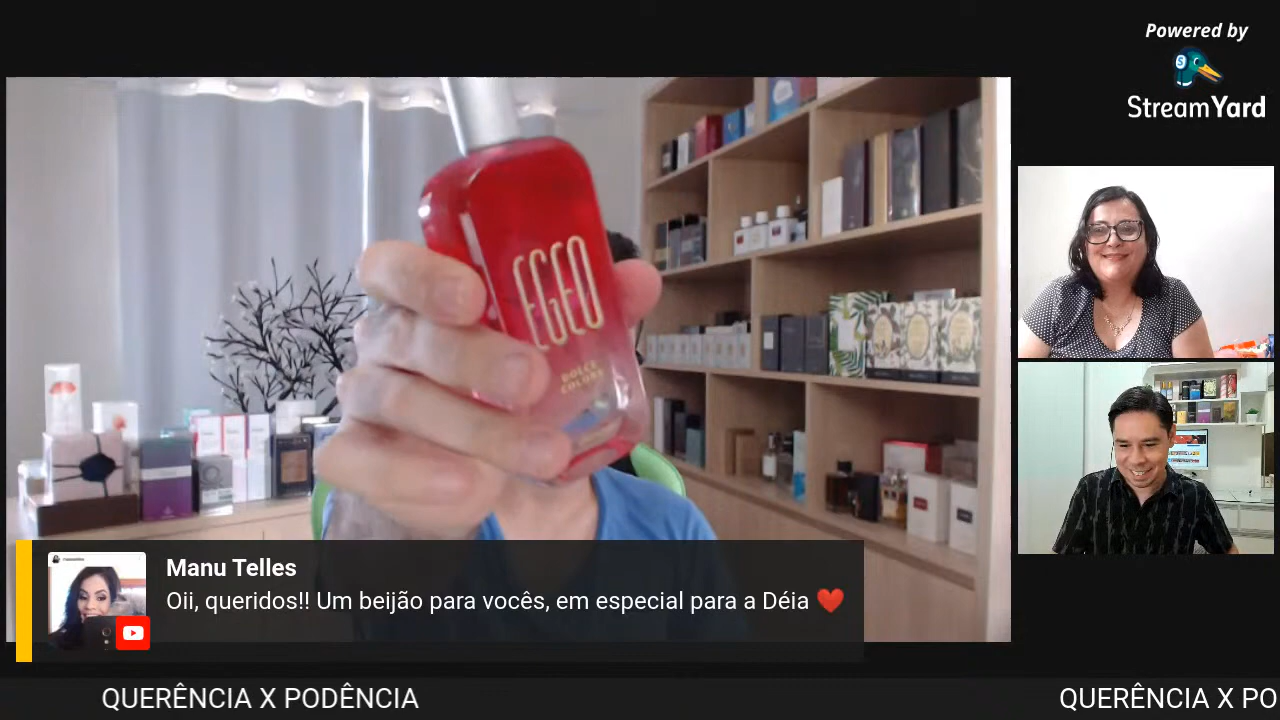 Powered by
StreamYard
EGEO
DOLCE
COLORS
Manu Telles
Oii, queridos!! Um beijão para vocês, em especial para a Déia ❤️
QUERÊNCIA X PODÊNCIA
QUERÊNCIA X PO